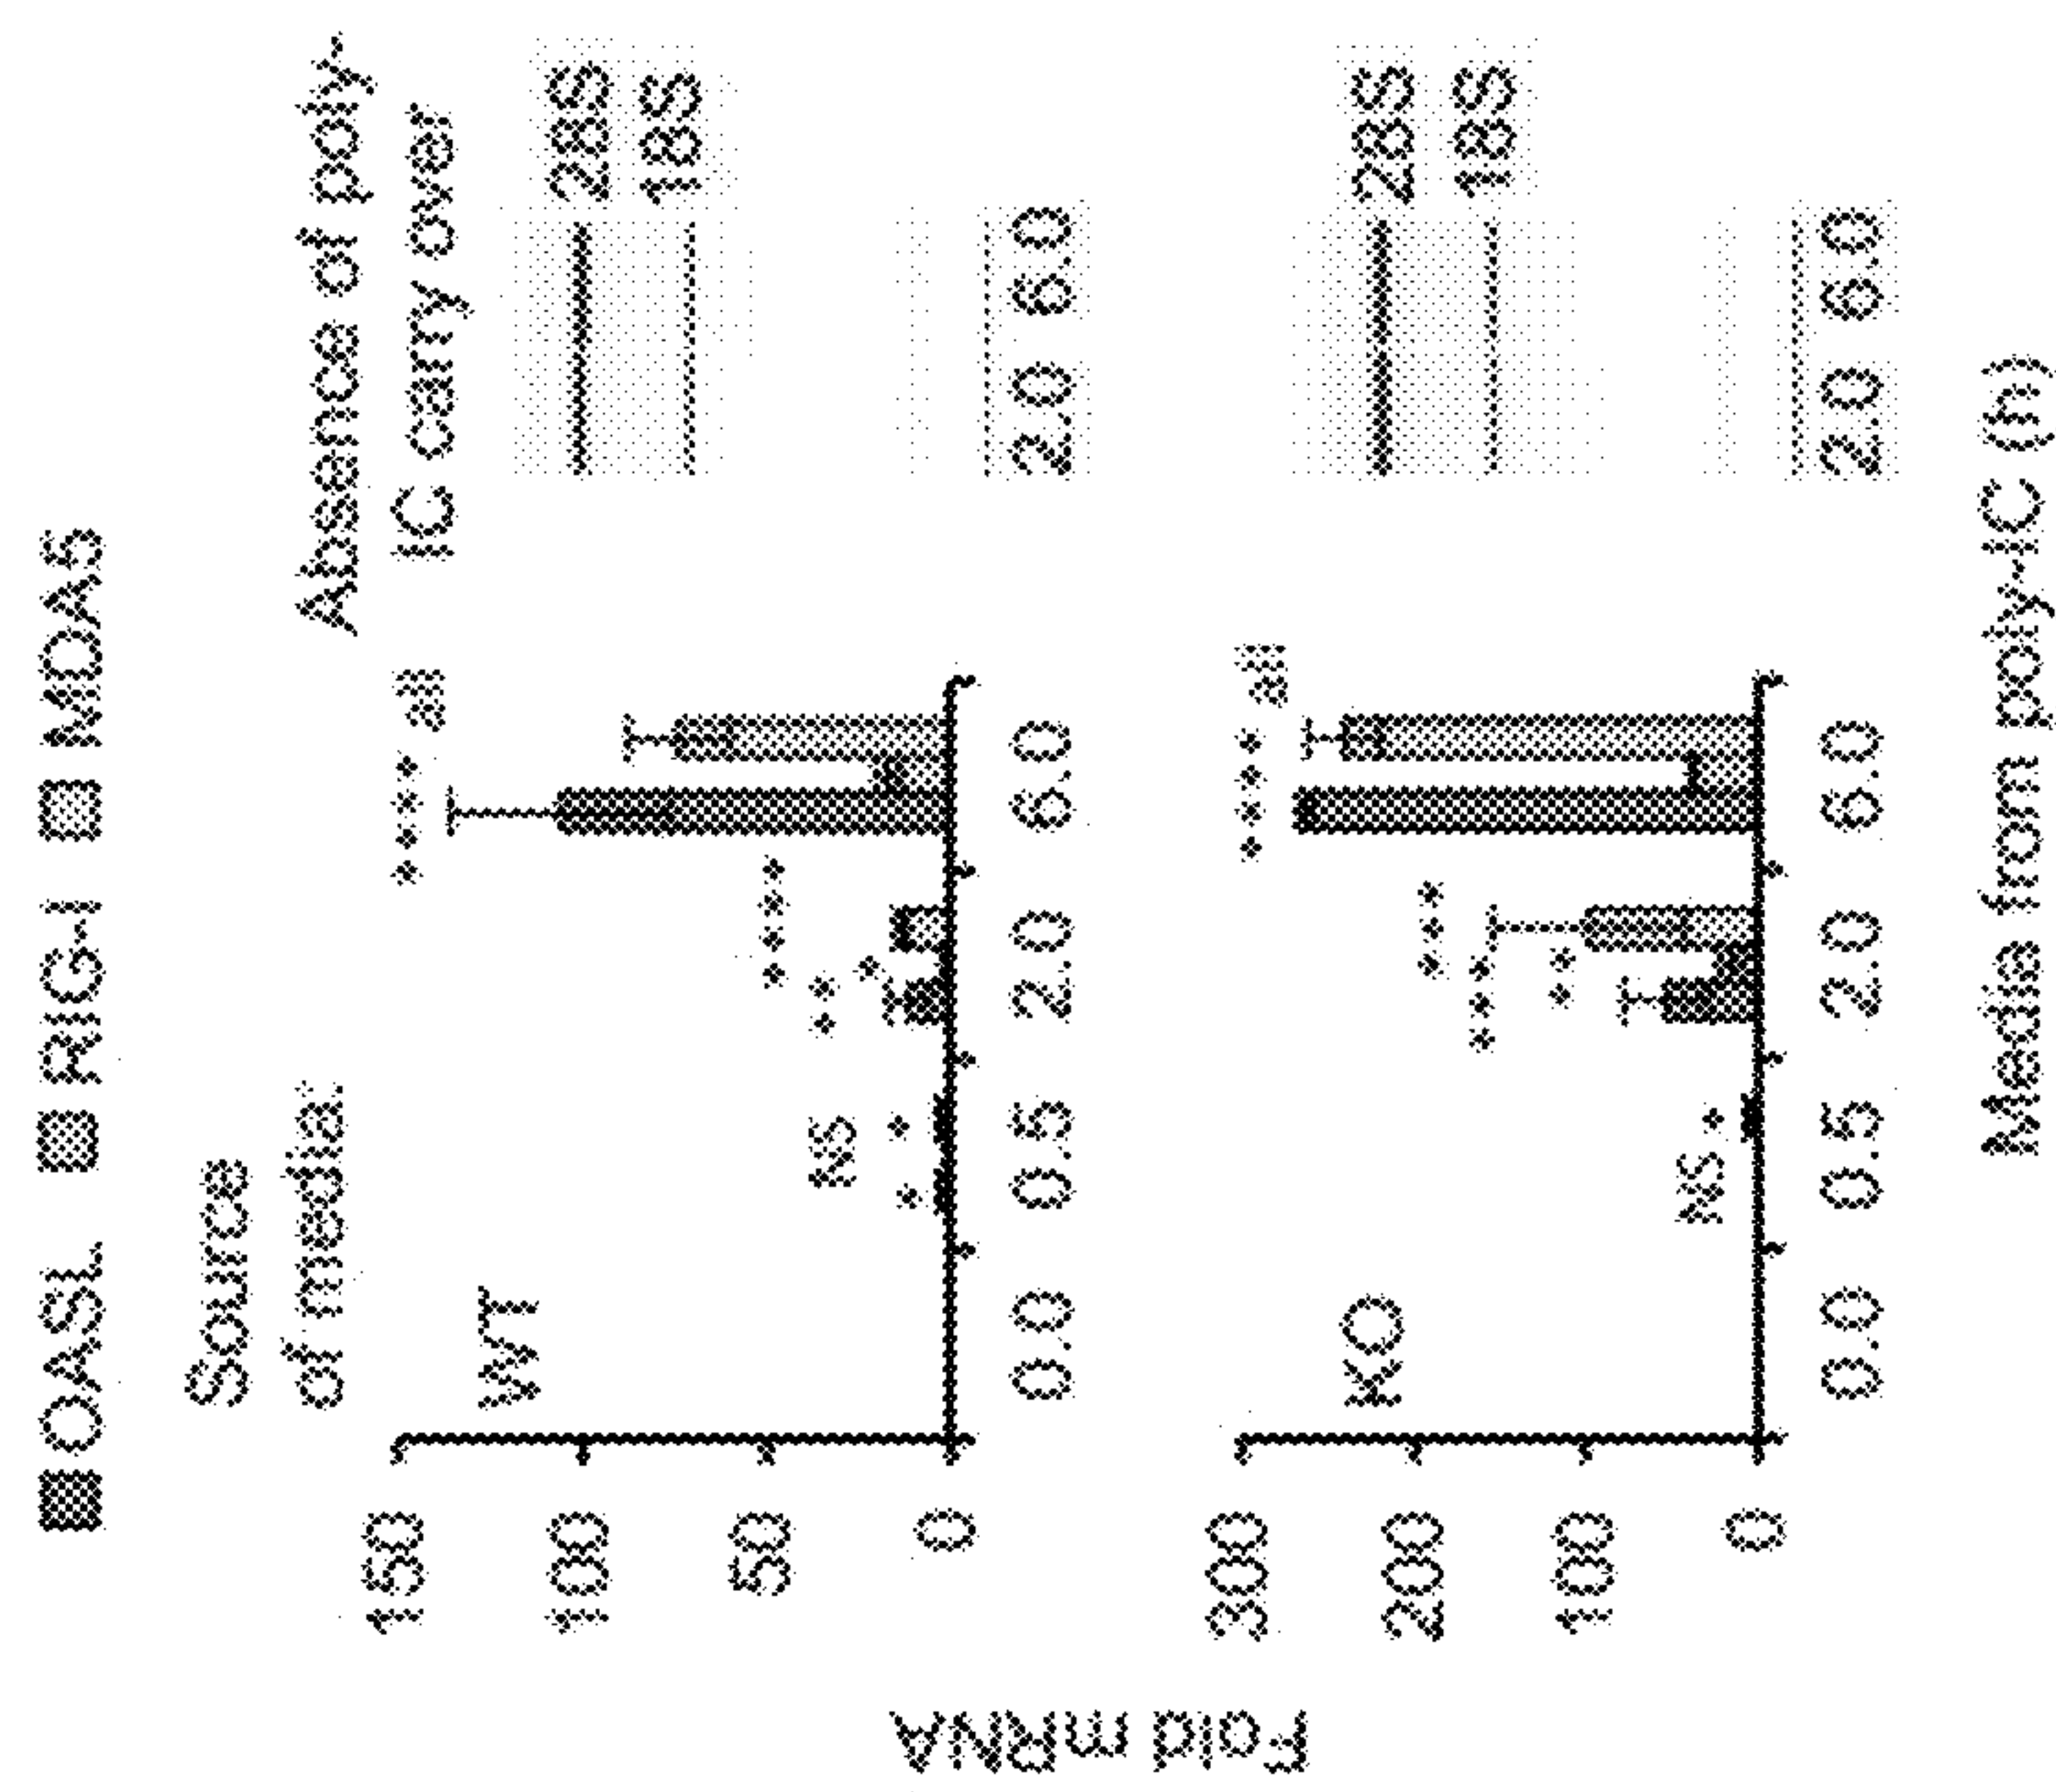 OASL RIG-I MDA5
Source
of media:
Absence of poly-
IC carry over
WT
150
100
50
0
NS
*
*
**
*
****
**** all
28S
18S
0.0 0.5 2.0 6.0
2.0 6.0
KO
300
200
100
0
NS
*
***
**
***
**** all
28S
18S
0.0 0.5 2.0 6.0
2.0 6.0
Fold mRNA
Media from poly-IC (h)